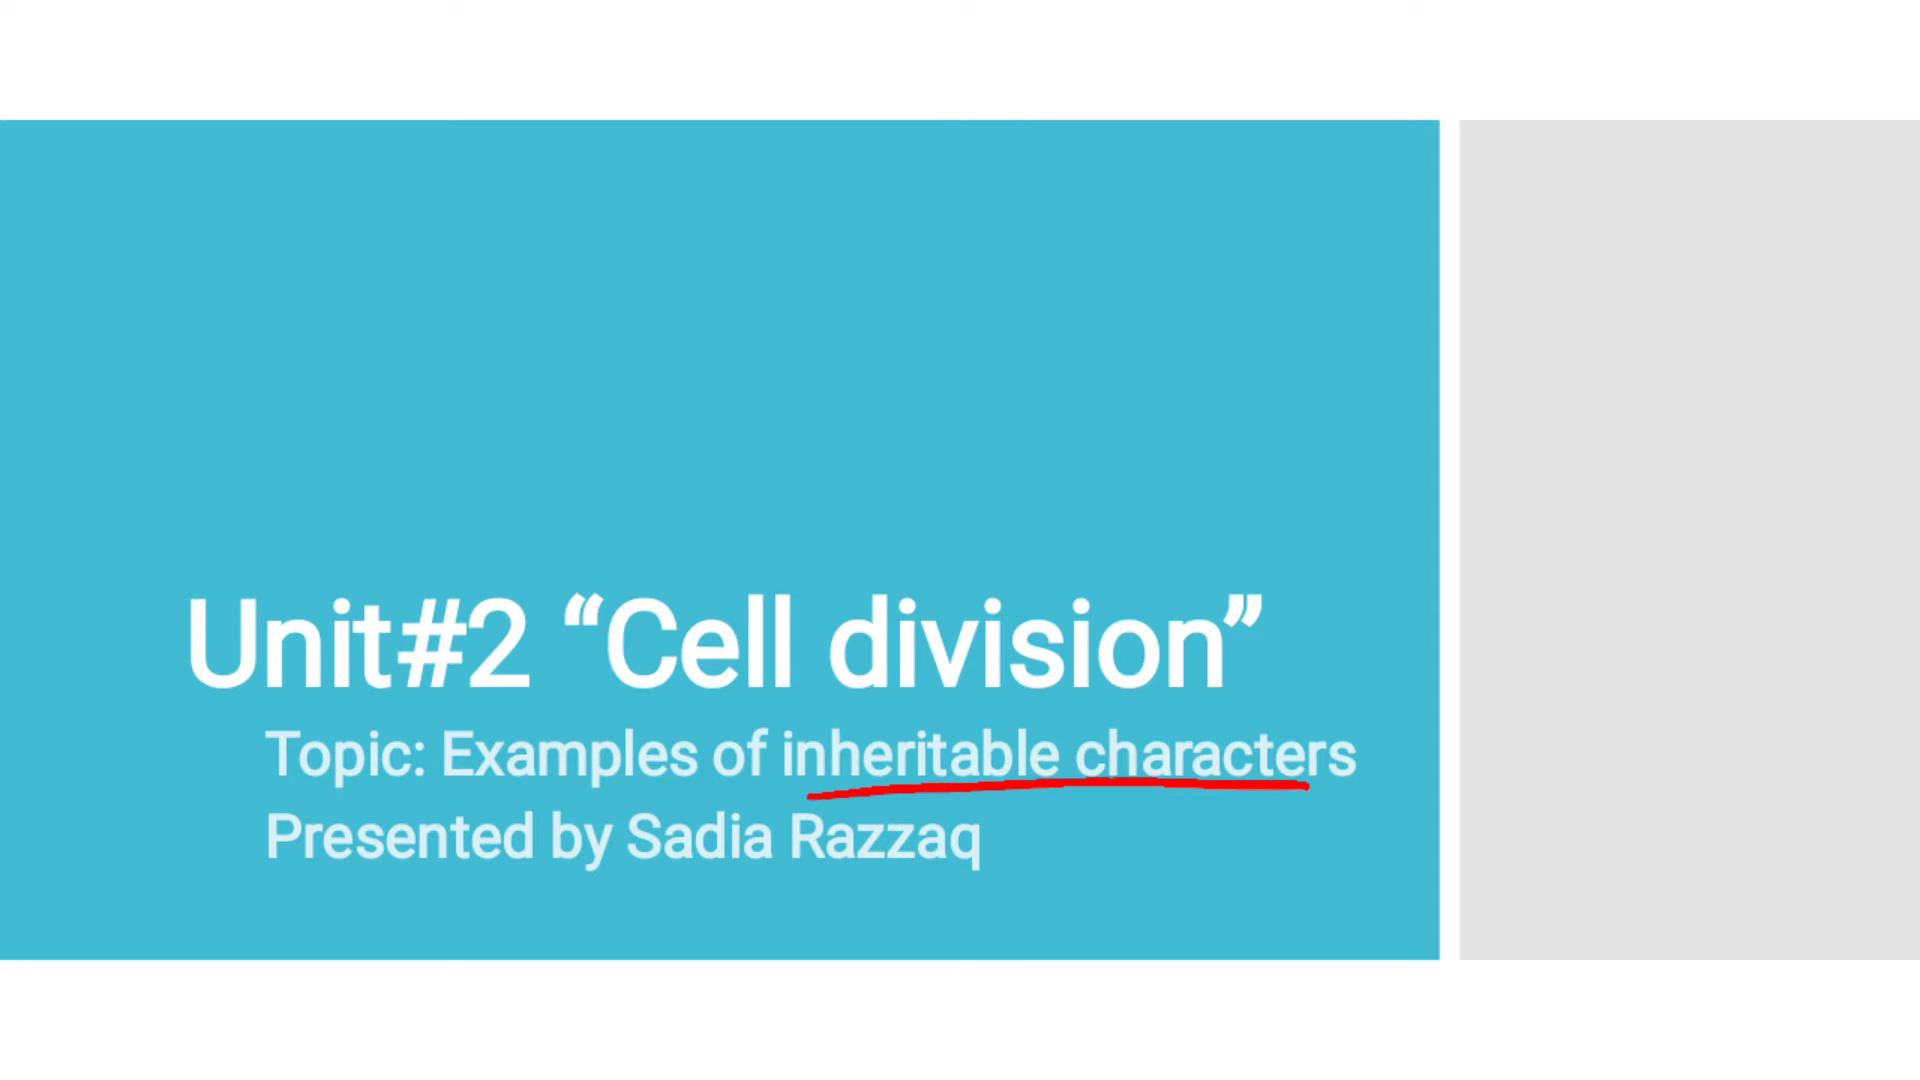 Unit#2 “Cell division”
Topic: Examples of inheritable characters
Presented by Sadia Razzaq